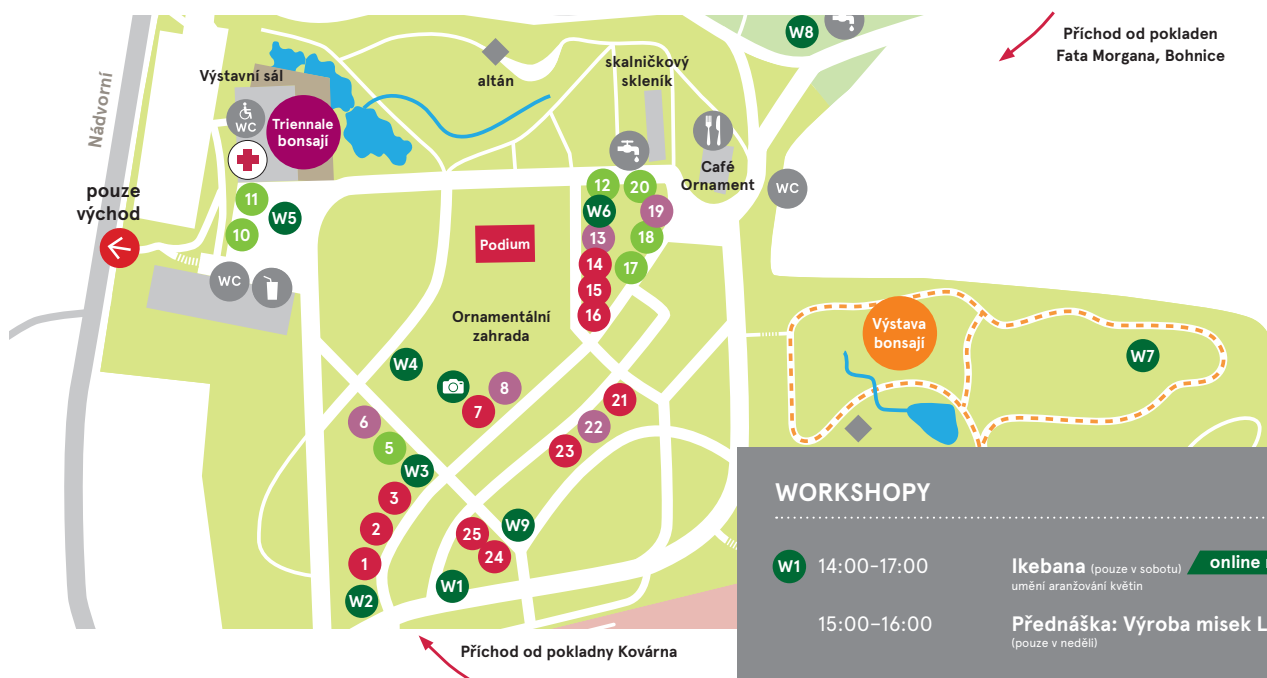 W8
Příchod od pokladen
Fata Morgana, Bohnice
Nádvorní
Výstavní sál
altán
skalničkový
skleník
WC
Triennale
bonsají
Café
Ornament
WC
pouze
východ
11
10
W5
12
20
W6
19
13
18
14
17
15
16
Podium
WC
Ornamentální
zahrada
Výstava
bonsají
W7
W4
8
7
6
5
W3
3
2
1
W2
21
22
23
25
24
W9
W1
Příchod od pokladny Kovárna
WORKSHOPY
W1 14:00–17:00 Ikebana (pouze v sobotu) online
umění aranžování květin
15:00–16:00 Přednáška: Výroba misek
(pouze v neděli)